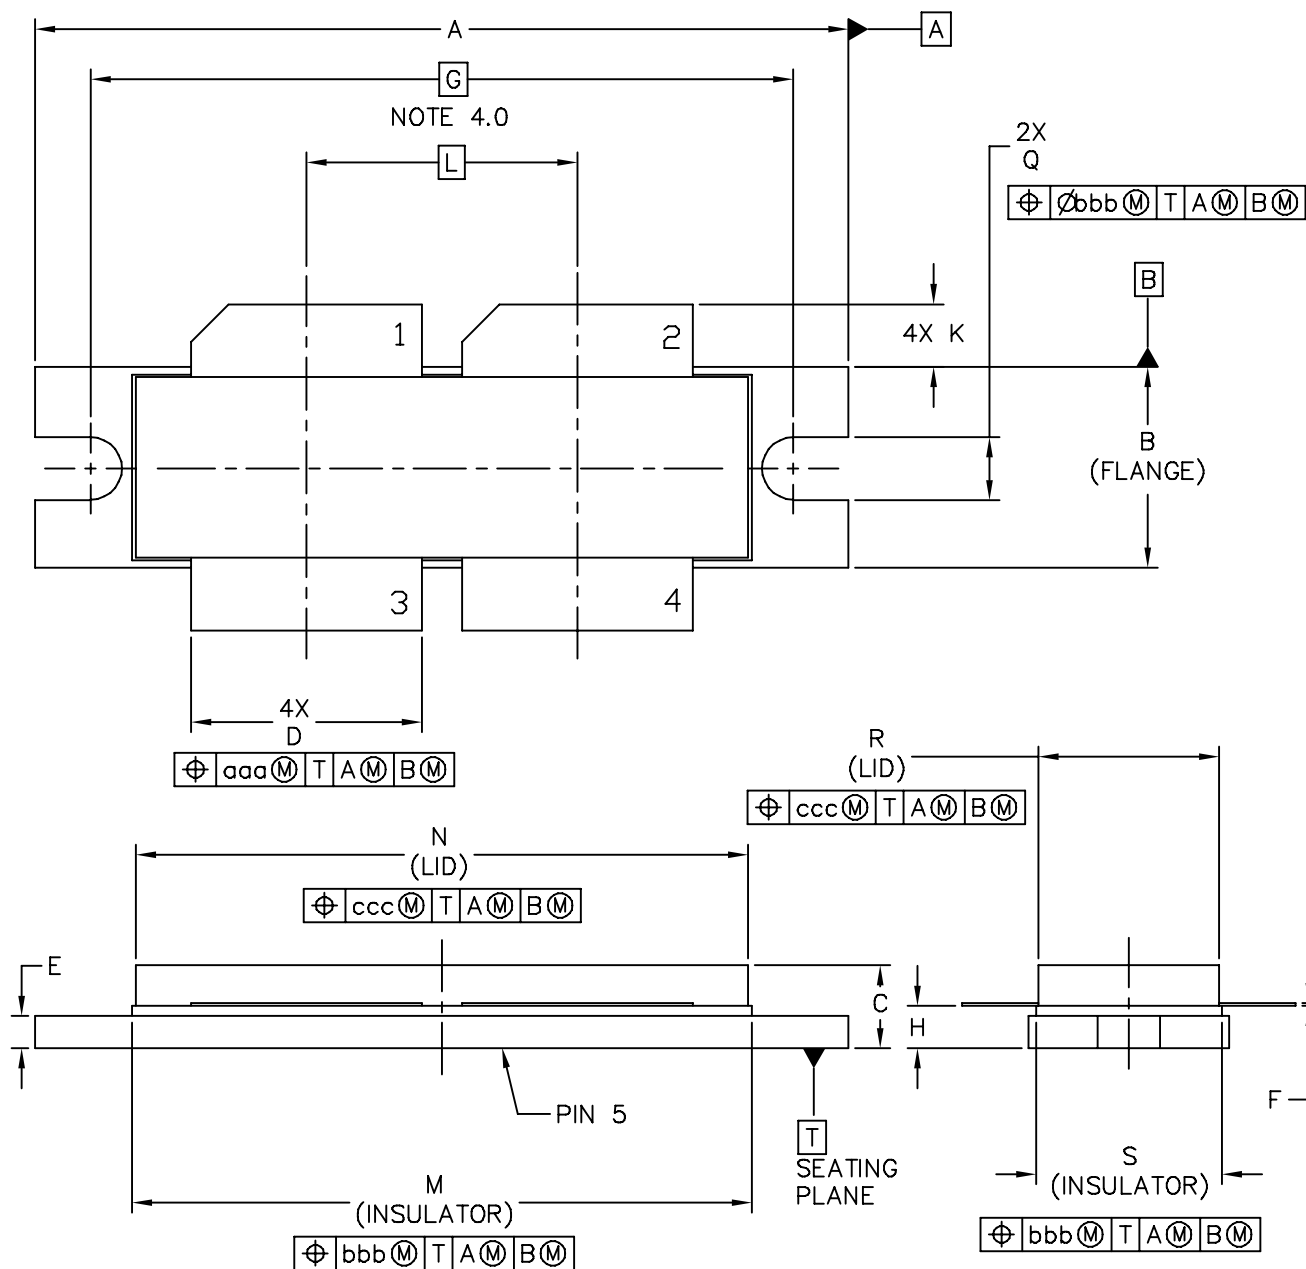 A
A
G
NOTE 4.0
L
2X
Q
⌖ Øbbb Ⓜ T A Ⓜ B Ⓜ
B
1
2
4X K
B
(FLANGE)
3
4
4X
D
⌖ aaa Ⓜ T A Ⓜ B Ⓜ
R
(LID)
⌖ ccc Ⓜ T A Ⓜ B Ⓜ
N
(LID)
⌖ ccc Ⓜ T A Ⓜ B Ⓜ
E
C
H
F
PIN 5
T
SEATING
PLANE
M
(INSULATOR)
⌖ bbb Ⓜ T A Ⓜ B Ⓜ
S
(INSULATOR)
⌖ bbb Ⓜ T A Ⓜ B Ⓜ